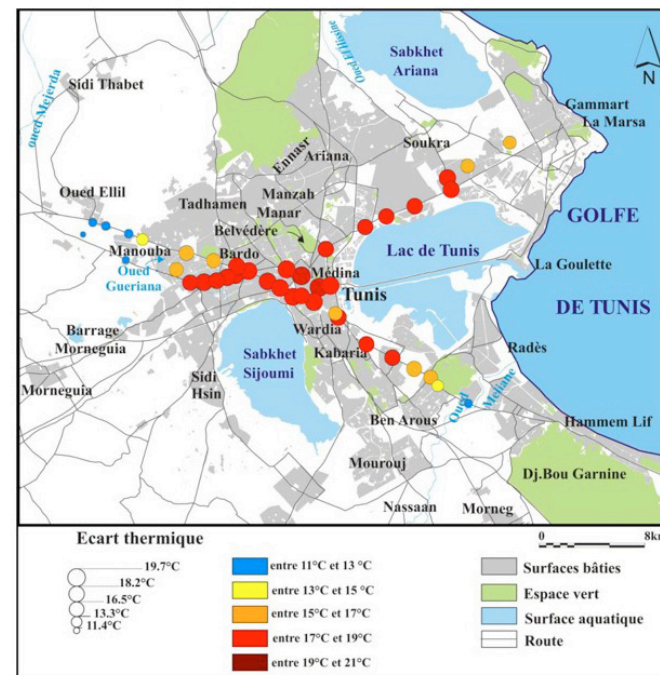 Sabkhet
Ariana
Oued El Hissine
oued Mejerda
Sidi Thabet
Gammart
La Marsa
Soukra
Ennasr
Ariana
Oued Ellil
Tadhamen
Manzah
Manar
Belvédère
GOLFE
Manouba
Bardo
Lac de Tunis
Oued
Gueriana
Médina
La Goulette
Tunis
DE TUNIS
Barrage
Morneguia
Wardia
Kabaria
Sabkhet
Sijoumi
Radès
Morneguia
Sidi
Hsin
Ben Arous
Oued
Meliane
Hammem Lif
Mourouj
Dj.Bou Garnine
Nassaan
Morneg
N
Ecart thermique
19.7°C
18.2°C
16.5°C
13.3°C
11.4°C
entre 11°C et 13 °C
entre 13°C et 15 °C
entre 15°C et 17°C
entre 17°C et 19°C
entre 19°C et 21°C
0 8km
Surfaces bâties
Espace vert
Surface aquatique
Route